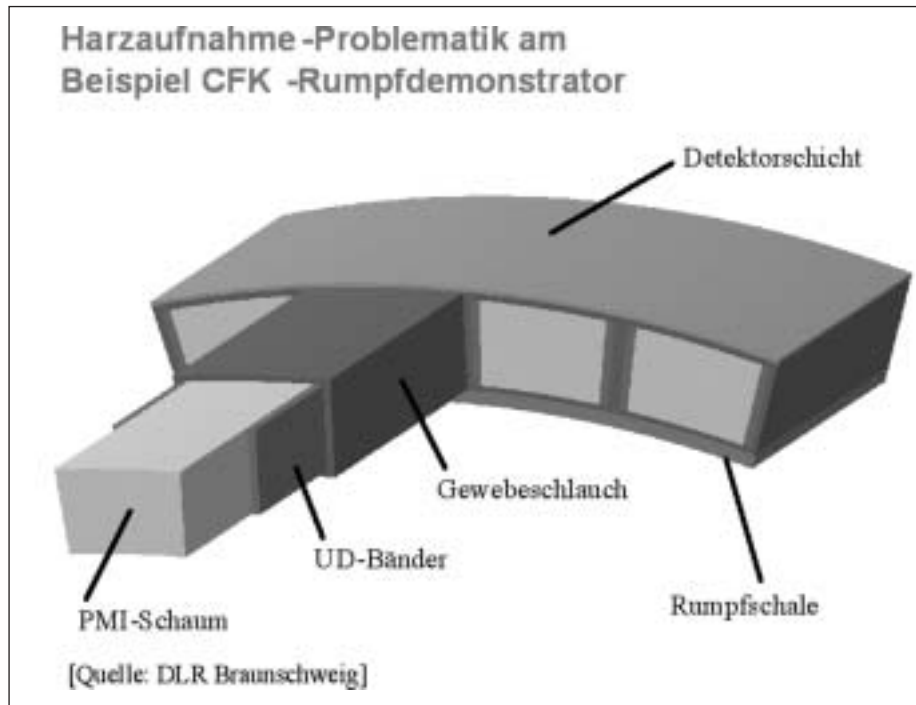 Harzaufnahme-Problematik am
Beispiel CFK -Rumpfdemonstrator
Detektorschicht
Gewebeschlauch
UD-Bänder
Rumpfschale
PMI-Schaum
[Quelle: DLR Braunschweig]